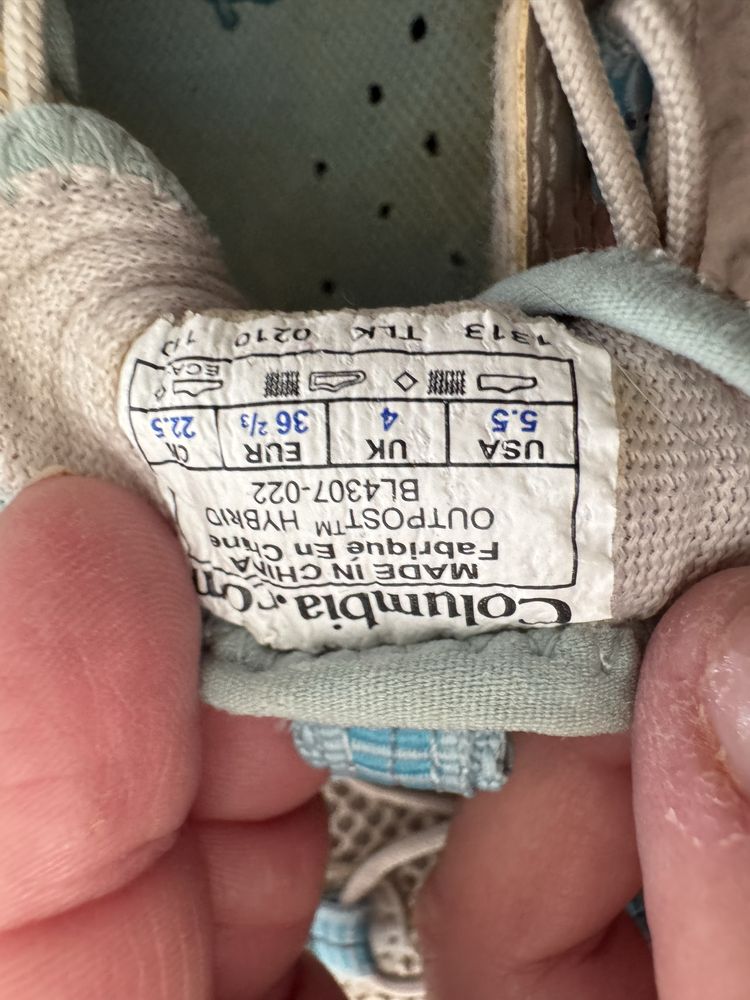 Columbia.com
MADE IN CHINA
Fabriqué En Chine
OUTPOST™ HYBRID
BL4307-022
USA UK EUR CM
5.5 4 36 2/3 22.5
ECA
1313 TLK 0210